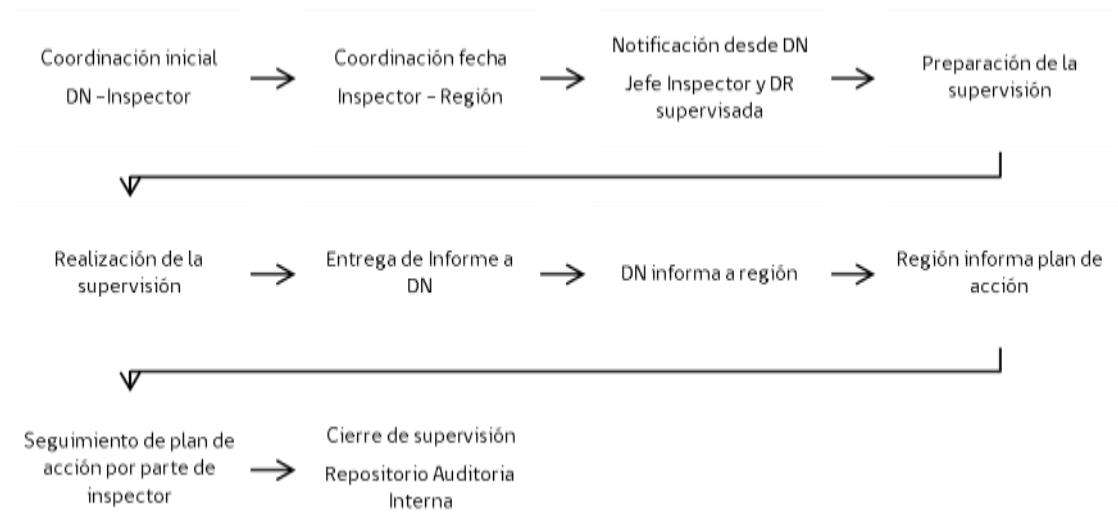 Coordinación inicial
DN –Inspector
Coordinación fecha
Inspector – Región
Notificación desde DN
Jefe Inspector y DR
supervisada
Preparación de la
supervisión
Realización de la
supervisión
Entrega de Informe a
DN
DN informa a región
Región informa plan de
acción
Seguimiento de plan de
acción por parte de
inspector
Cierre de supervisión
Repositorio Auditoria
Interna